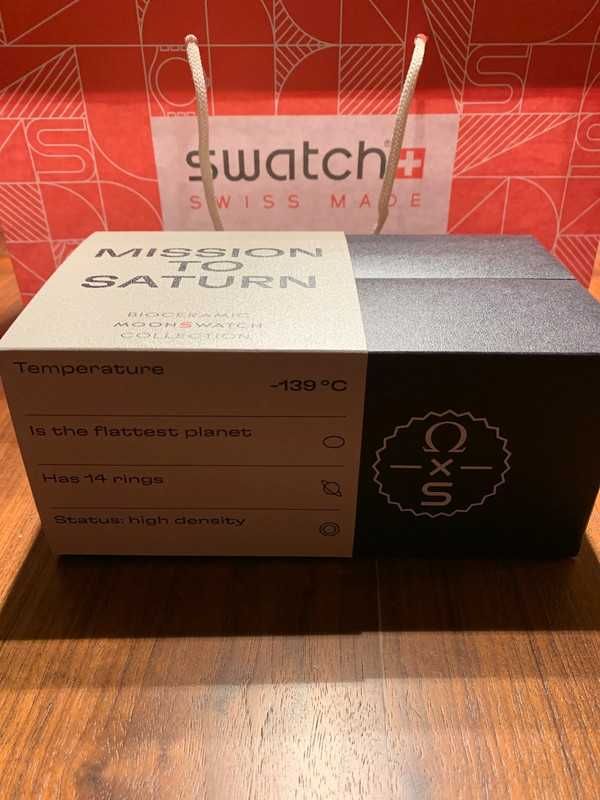 swatch
SWISS MADE
MISSION
TO
SATURN
BIOCERAMIC
MOONSWATCH
COLLECTION
Temperature
-139 °C
Is the flattest planet
Has 14 rings
Status: high density
Ω
×
S